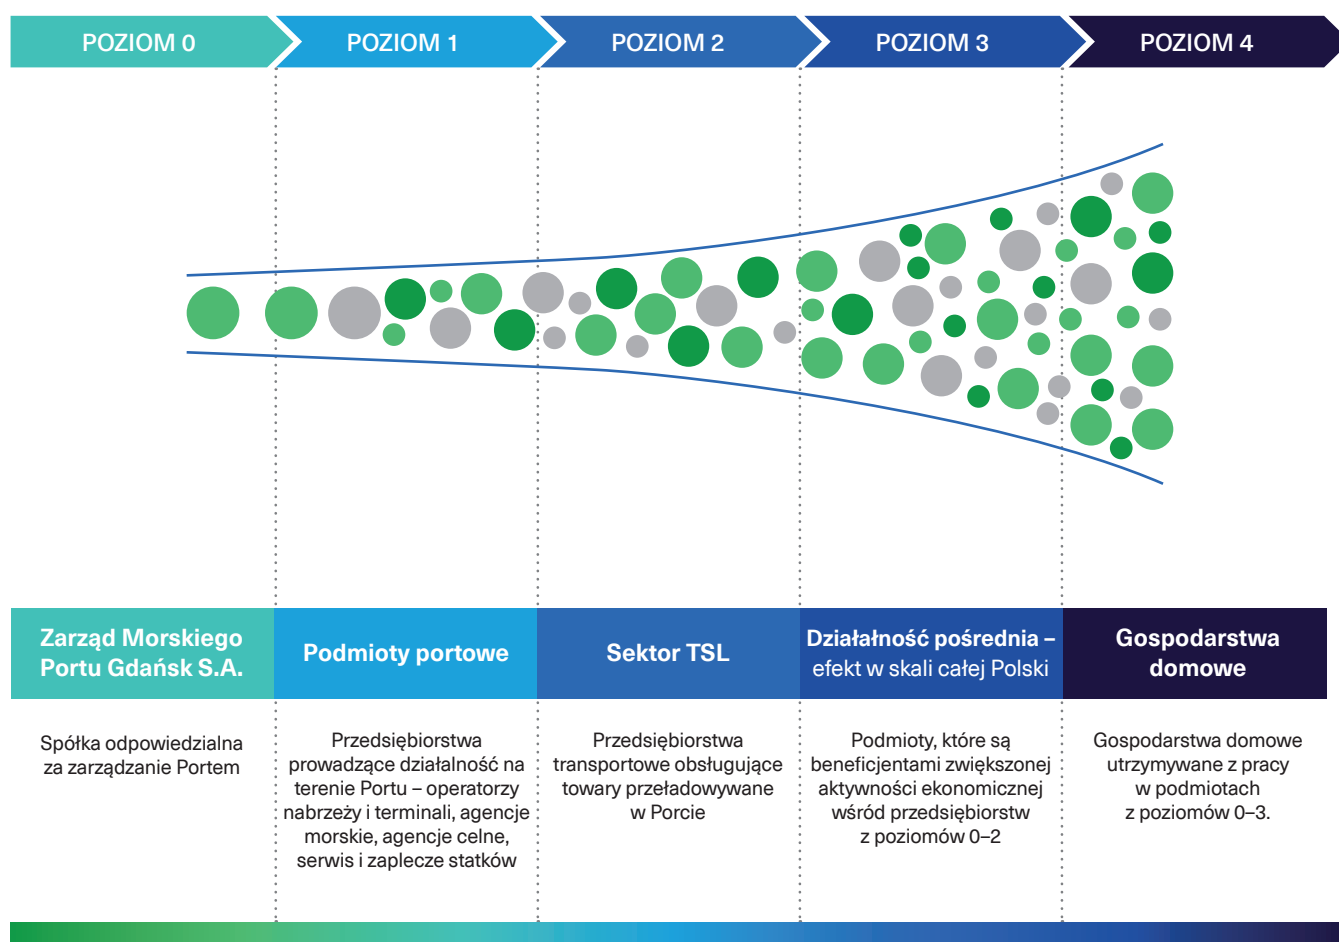 POZIOM 0
POZIOM 1
POZIOM 2
POZIOM 3
POZIOM 4
Zarząd Morskiego
Portu Gdańsk S.A.
Podmioty portowe
Sektor TSL
Działalność pośrednia –
efekt w skali całej Polski
Gospodarstwa
domowe
Spółka odpowiedzialna
za zarządzanie Portem
Przedsiębiorstwa
prowadzące działalność na
terenie Portu – operatorzy
nabrzeży i terminali, agencje
morskie, agencje celne,
serwis i zaplecze statków
Przedsiębiorstwa
transportowe obsługujące
towary przeładowywane
w Porcie
Podmioty, które są
beneficjentami zwiększonej
aktywności ekonomicznej
wśród przedsiębiorstw
z poziomów 0–2
Gospodarstwa domowe
utrzymywane z pracy
w podmiotach
z poziomów 0–3.